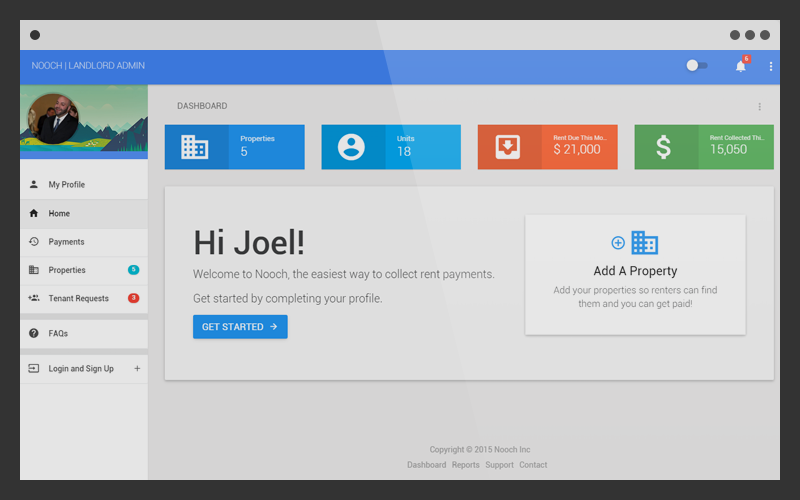 NOOCH | LANDLORD ADMIN
5
DASHBOARD
Properties
5
Units
18
Rent Due This Mo..
$ 21,000
Rent Collected Thi..
15,050
My Profile
Home
Payments
Properties 5
Tenant Requests 3
FAQs
Login and Sign Up +
Hi Joel!
Welcome to Nooch, the easiest way to collect rent payments.
Get started by completing your profile.
GET STARTED →
Add A Property
Add your properties so renters can find
them and you can get paid!
Copyright © 2015 Nooch Inc
Dashboard Reports Support Contact